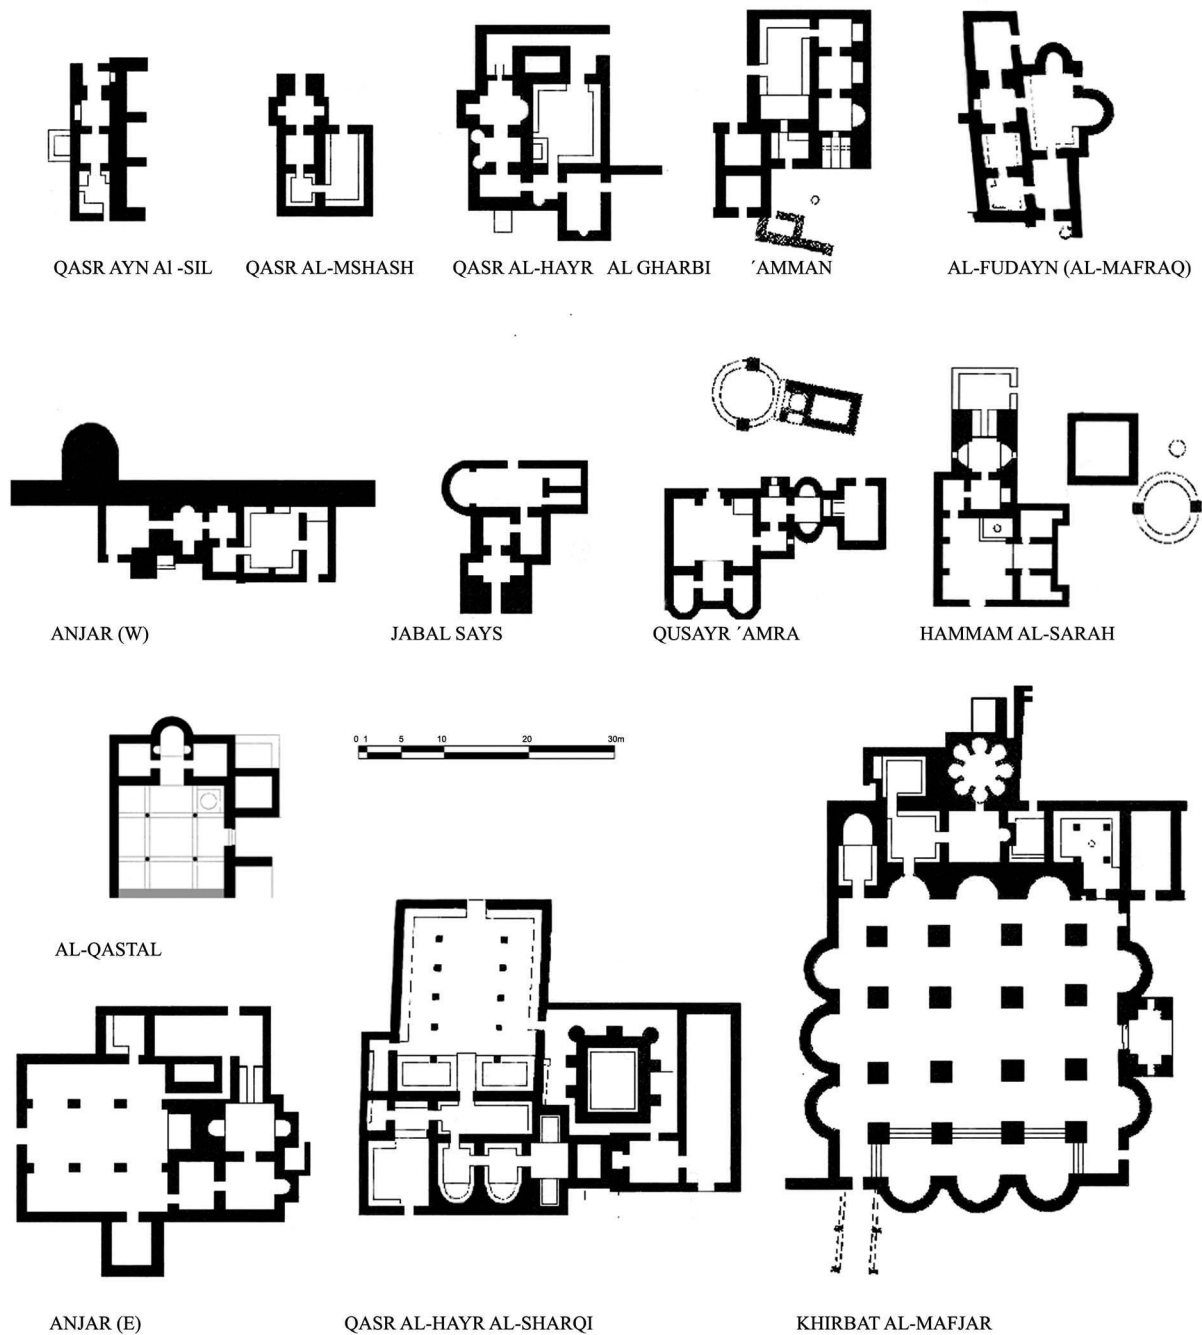 QASR AYN Al -SIL
QASR AL-MSHASH
QASR AL-HAYR AL GHARBI
´AMMAN
AL-FUDAYN (AL-MAFRAQ)
ANJAR (W)
JABAL SAYS
QUSAYR ´AMRA
HAMMAM AL-SARAH
0 1 5 10 20 30m
AL-QASTAL
ANJAR (E)
QASR AL-HAYR AL-SHARQI
KHIRBAT AL-MAFJAR